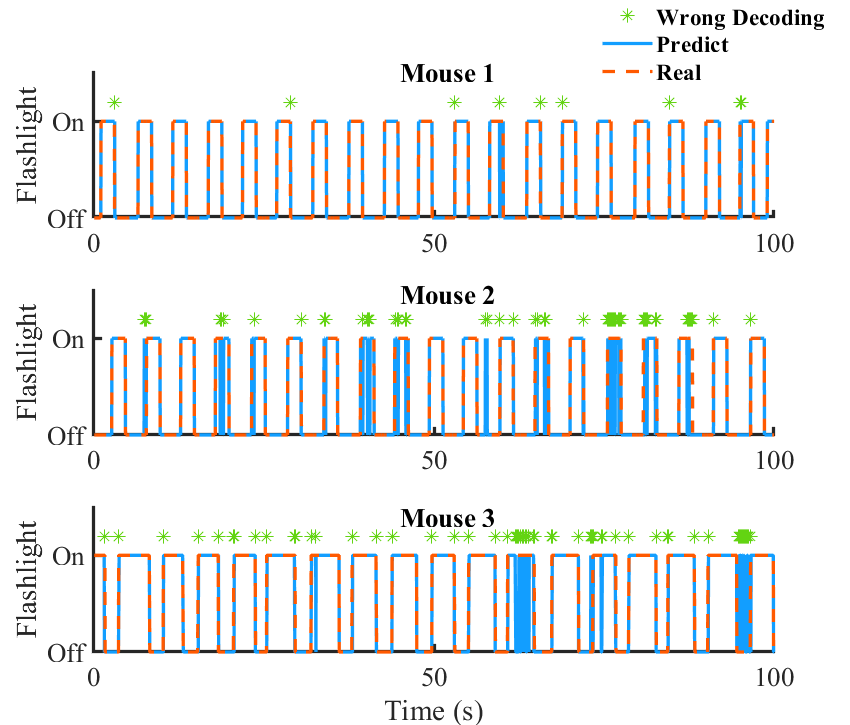 Wrong Decoding
Predict
Real
Mouse 1
Flashlight
On
Off
0
50
100
Mouse 2
Flashlight
On
Off
0
50
100
Mouse 3
Flashlight
On
Off
0
50
100
Time (s)